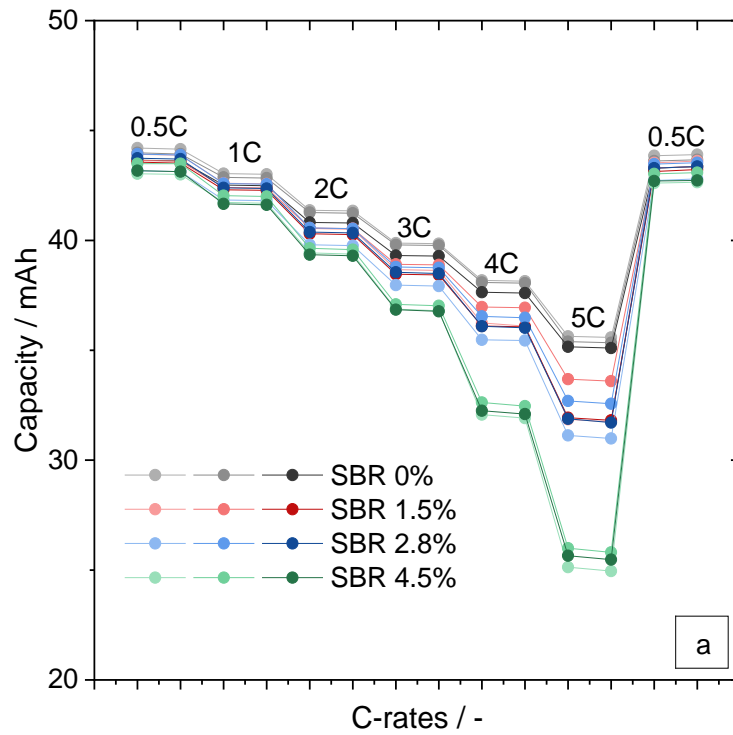 50
40
30
20
Capacity / mAh
0.5C
1C
2C
3C
4C
5C
0.5C
SBR 0%
SBR 1.5%
SBR 2.8%
SBR 4.5%
a
C-rates / -